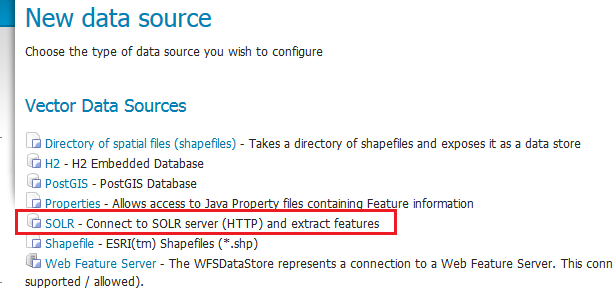 New data source
Choose the type of data source you wish to configure
Vector Data Sources
Directory of spatial files (shapefiles) - Takes a directory of shapefiles and exposes it as a data store
H2 - H2 Embedded Database
PostGIS - PostGIS Database
Properties - Allows access to Java Property files containing Feature information
SOLR - Connect to SOLR server (HTTP) and extract features
Shapefile - ESRI(tm) Shapefiles (*.shp)
Web Feature Server - The WFSDataStore represents a connection to a Web Feature Server. This
supported / allowed).